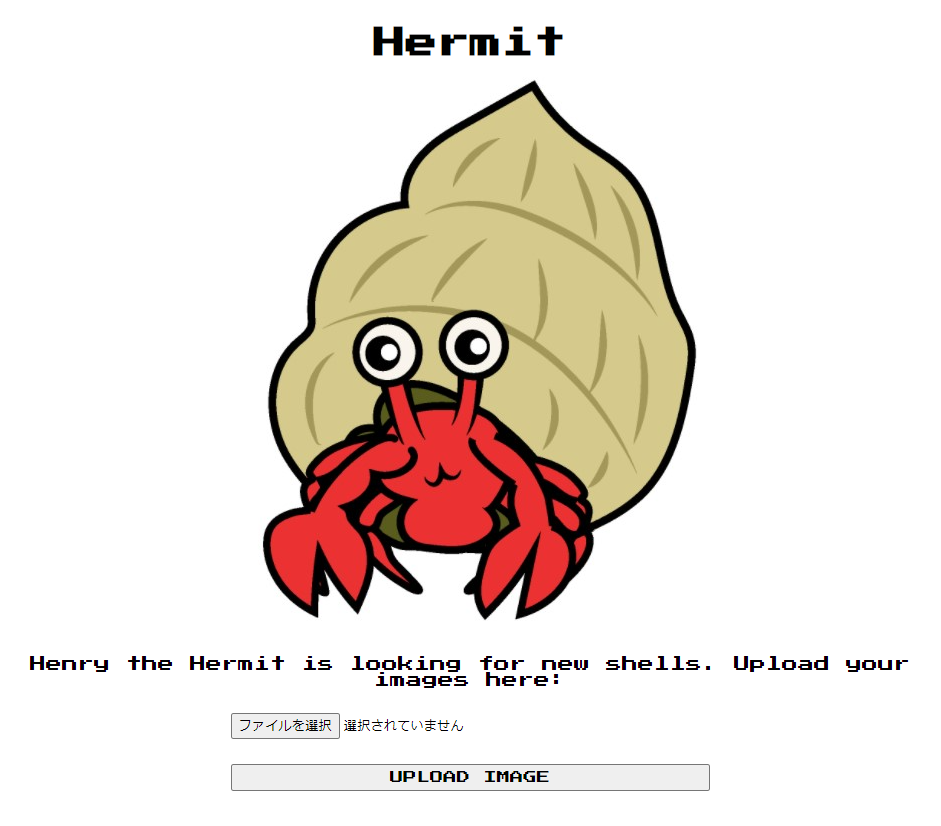 Hermit
Henry the Hermit is looking for new shells. Upload your
images here:
ファイルを選択 選択されていません
UPLOAD IMAGE